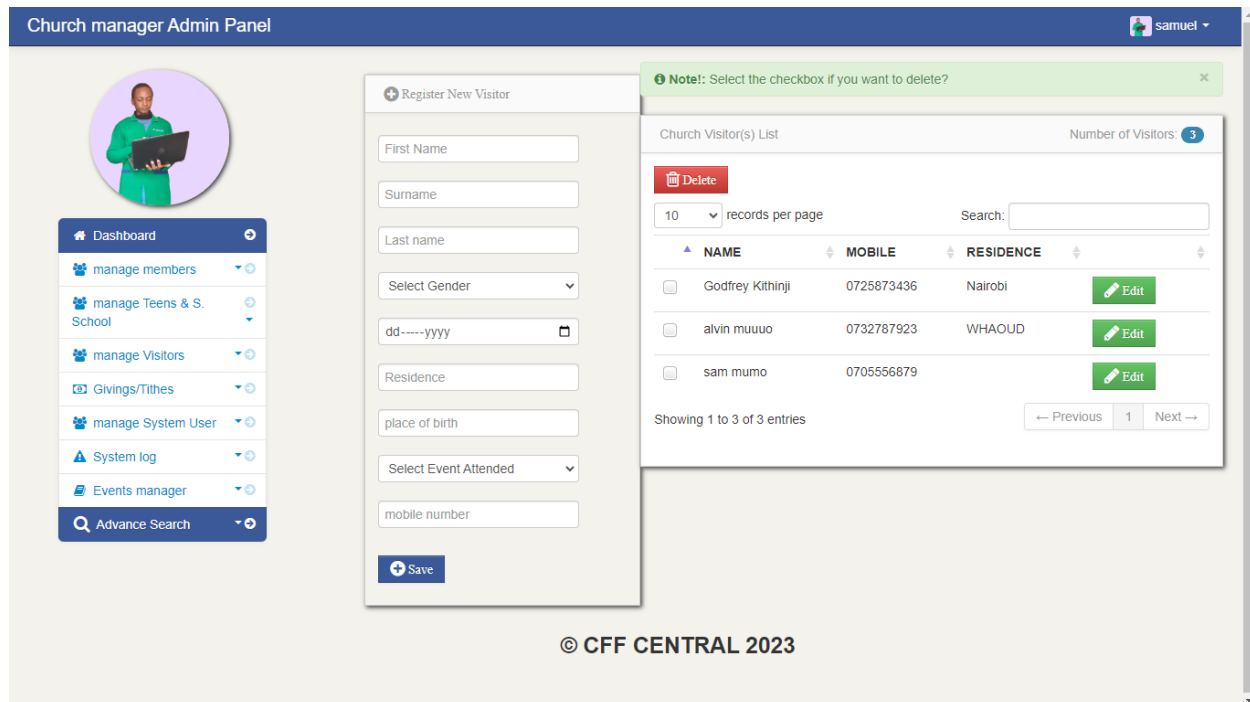 Church manager Admin Panel
samuel
Dashboard
manage members
manage Teens & S.
School
manage Visitors
Givings/Tithes
manage System User
System log
Events manager
Advance Search
Register New Visitor
First Name
Surname
Last name
Select Gender
dd-----yyyy
Residence
place of birth
Select Event Attended
mobile number
Save
Note!: Select the checkbox if you want to delete?
×
Church Visitor(s) List Number of Visitors: 3
Delete
10 records per page Search:
NAME MOBILE RESIDENCE
Godfrey Kithinji 0725873436 Nairobi Edit
alvin muuuo 0732787923 WHAOUD Edit
sam mumo 0705556879 Edit
Showing 1 to 3 of 3 entries ← Previous 1 Next →
© CFF CENTRAL 2023